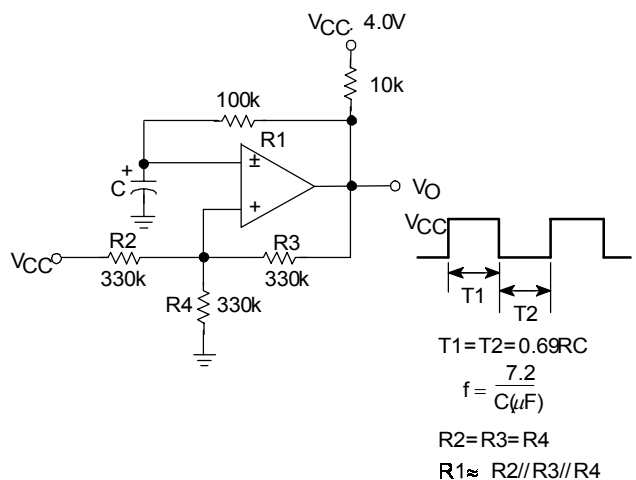 VCC. 4.0V
10k
100k
R1
+
C
±
+
VO
VCC
R2
330k
R3
330k
R4
330k
VCC
T1
T2
T1=T2=0.69RC
f = 7.2
C(µF)
R2=R3=R4
R1≈ R2//R3//R4